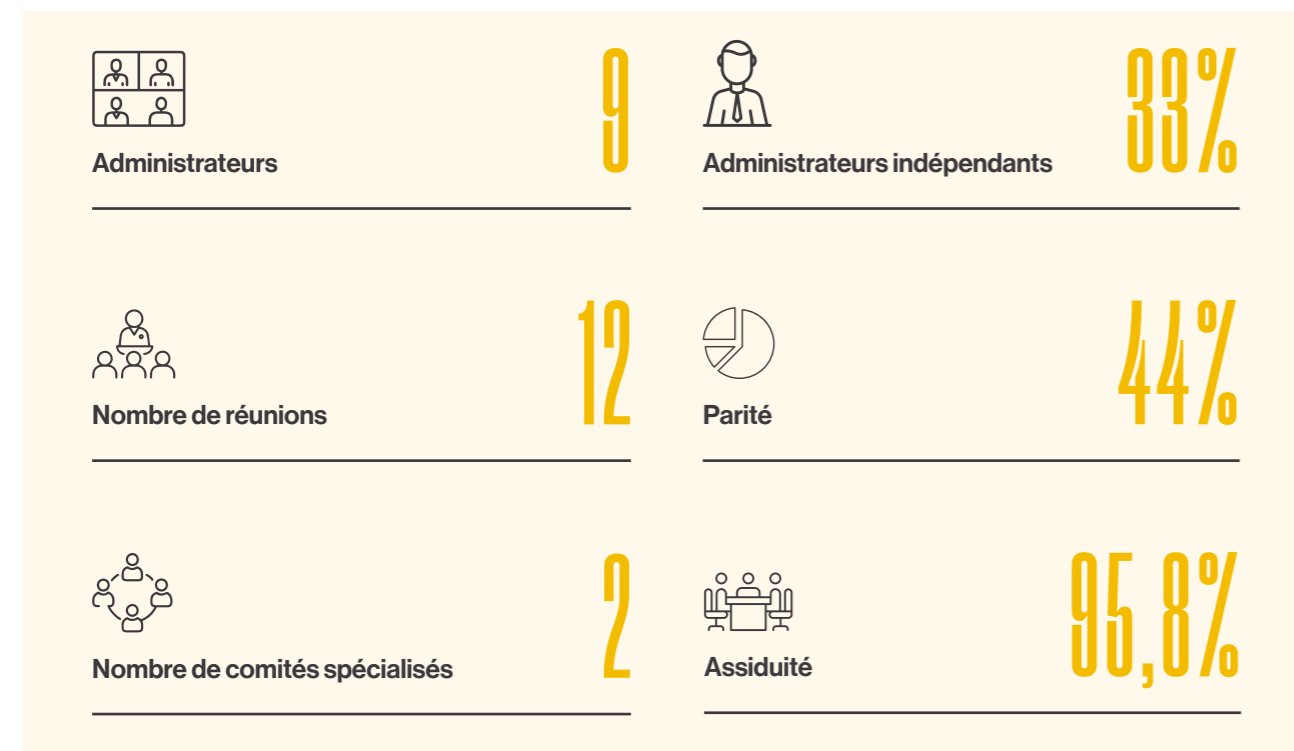 9
Administrateurs
33%
Administrateurs indépendants
12
Nombre de réunions
44%
Parité
2
Nombre de comités spécialisés
95,8%
Assiduité